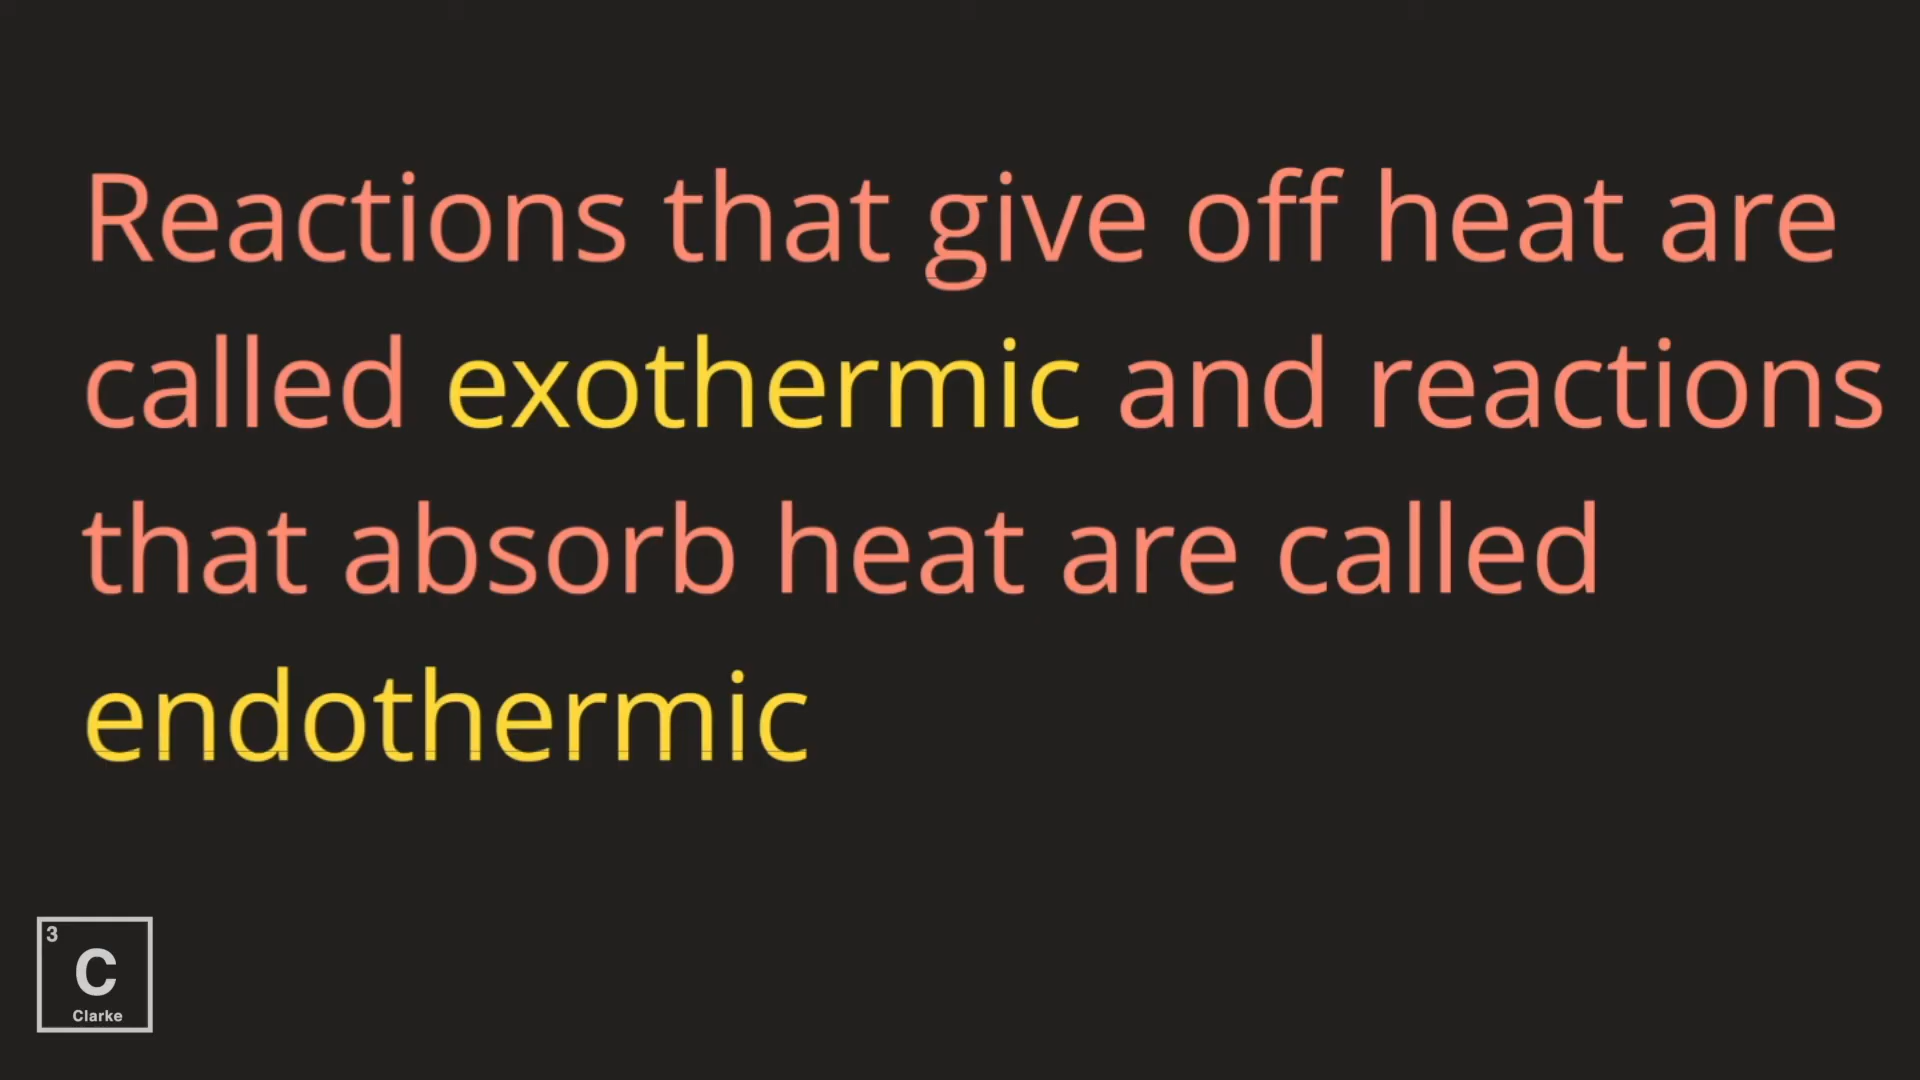 Reactions that give off heat are
called exothermic and reactions
that absorb heat are called
endothermic
3
C
Clarke